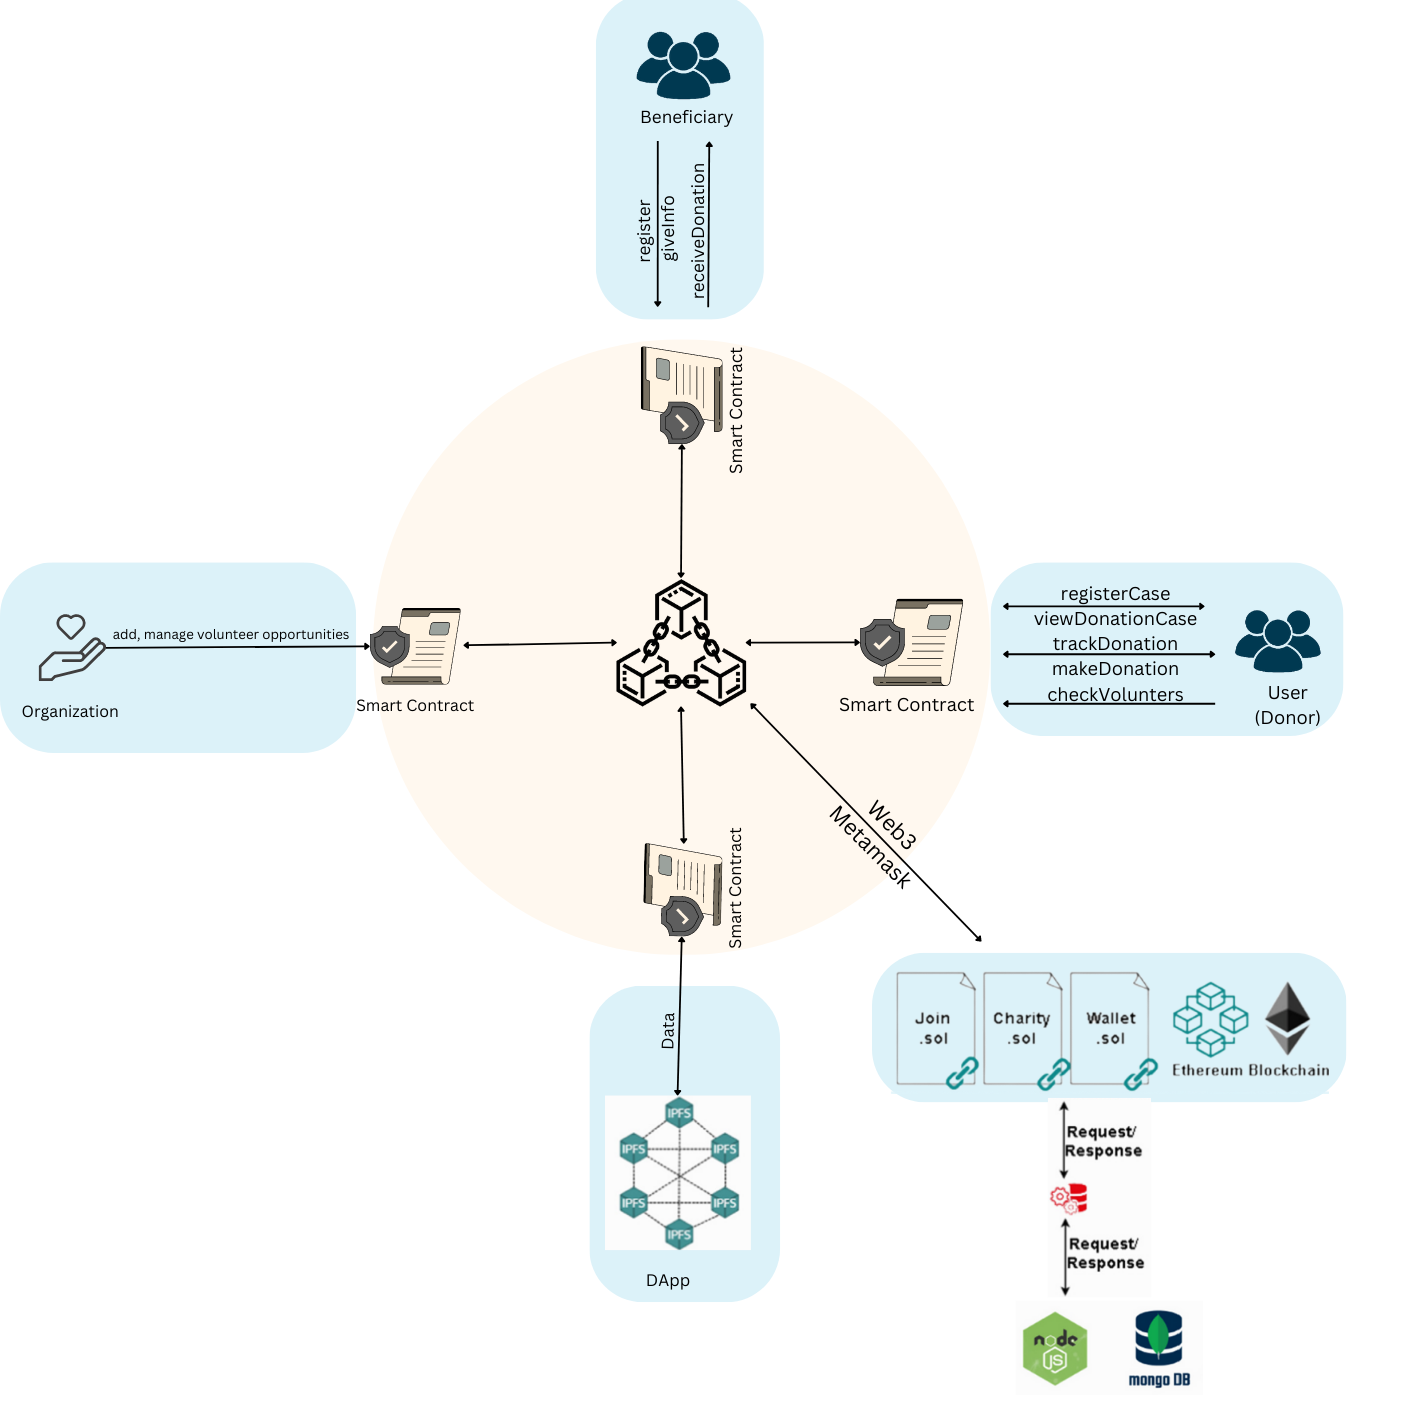 Beneficiary
register
giveInfo
receiveDonation
Smart Contract
add, manage volunteer opportunities
Organization
Smart Contract
Smart Contract
registerCase
viewDonationCase
trackDonation
makeDonation
checkVolunters
User
(Donor)
Web3
Metamask
Smart Contract
Data
IPFS
IPFS
IPFS
IPFS
IPFS
IPFS
DApp
Join
.sol
Charity
.sol
Wallet
.sol
Ethereum Blockchain
Request/
Response
Request/
Response
node
JS
mongo DB